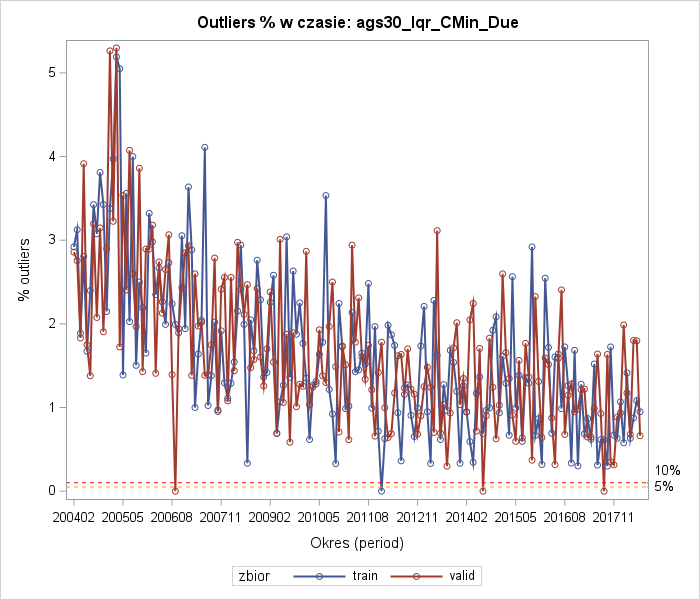 Outliers % w czasie: ags30_Iqr_CMin_Due
% outliers
5
4
3
2
1
0
10%
5%
200402 200505 200608 200711 200902 201005 201108 201211 201402 201505 201608 201711
Okres (period)
zbior train valid